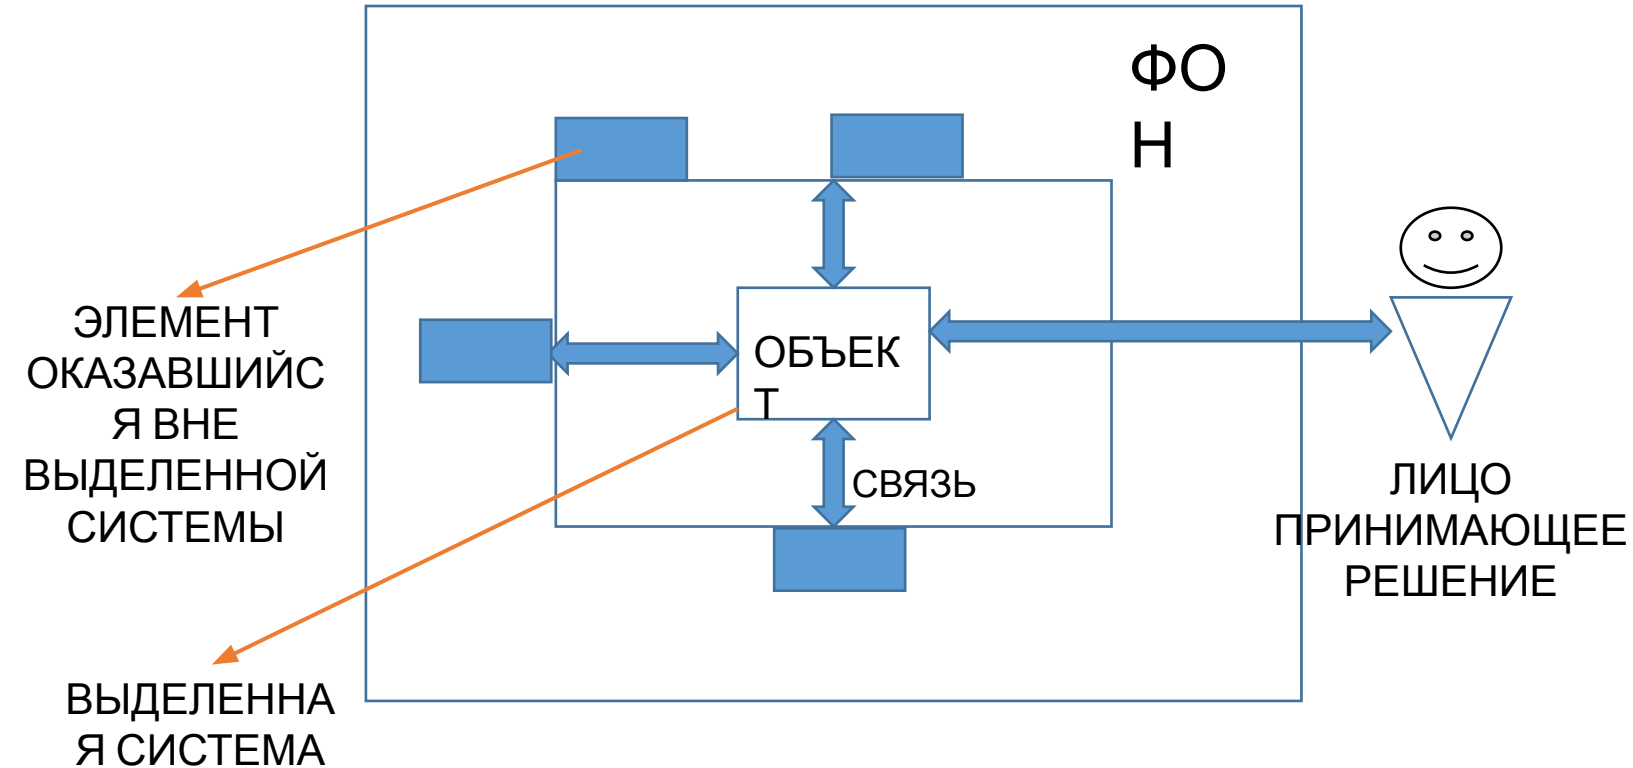 ФО
Н
ЭЛЕМЕНТ
ОКАЗАВШИЙС
Я ВНЕ
ВЫДЕЛЕННОЙ
СИСТЕМЫ
ОБЪЕК
Т
СВЯЗЬ
ЛИЦО
ПРИНИМАЮЩЕЕ
РЕШЕНИЕ
ВЫДЕЛЕННА
Я СИСТЕМА